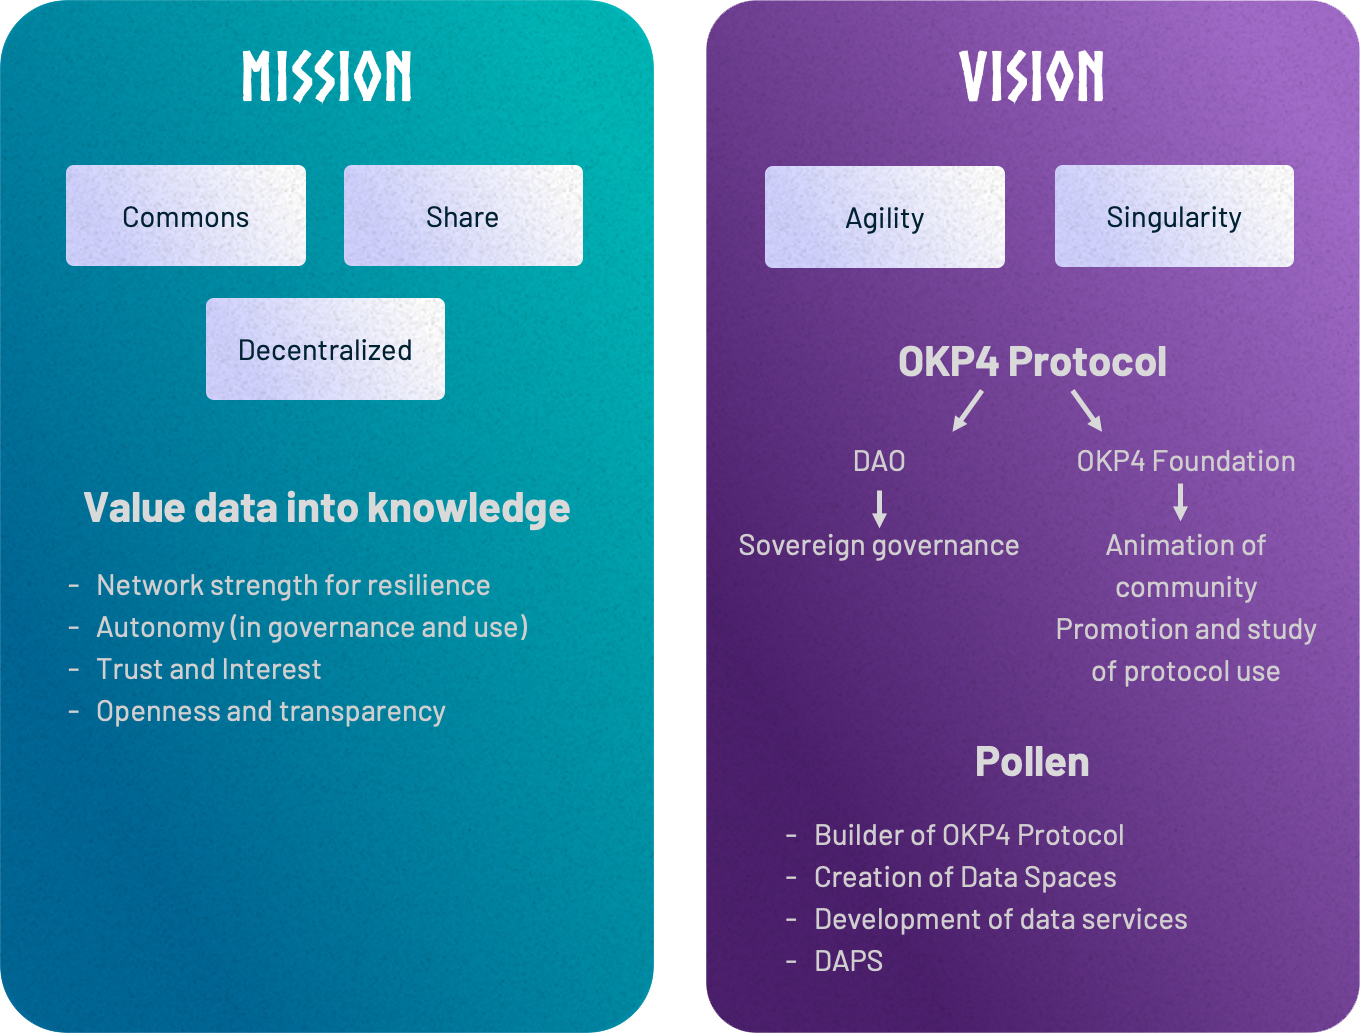 MISSION
Commons
Share
Decentralized
Value data into knowledge
- Network strength for resilience
- Autonomy (in governance and use)
- Trust and Interest
- Openness and transparency
VISION
Agility
Singularity
OKP4 Protocol
DAO
OKP4 Foundation
Sovereign governance
Animation of
community
Promotion and study
of protocol use
Pollen
- Builder of OKP4 Protocol
- Creation of Data Spaces
- Development of data services
- DAPS